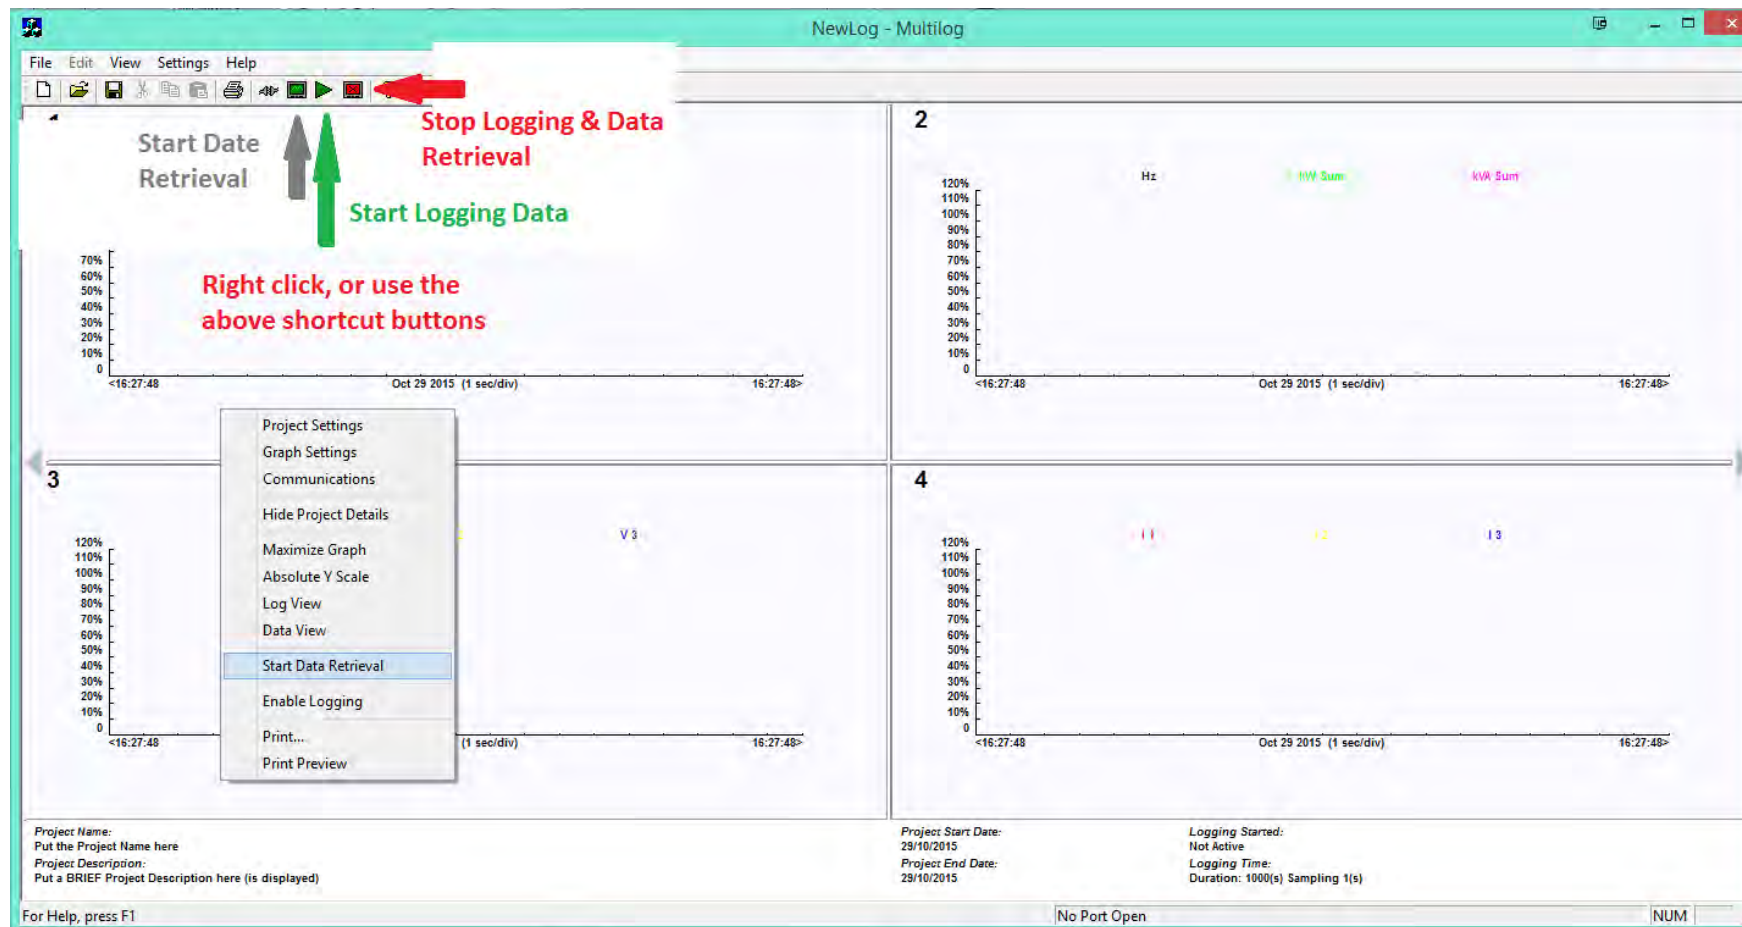 NewLog - Multilog
File Edit View Settings Help
Stop Logging & Data
Retrieval
Start Date
Retrieval
Start Logging Data
Right click, or use the
above shortcut buttons
70%
60%
50%
40%
30%
20%
10%
0
<16:27:48 Oct 29 2015 (1 sec/div) 16:27:48>
2
Hz kW Sum kVA Sum
120%
110%
100%
90%
80%
70%
60%
50%
40%
30%
20%
10%
0
<16:27:48 Oct 29 2015 (1 sec/div) 16:27:48>
3
V 3
120%
110%
100%
90%
80%
70%
60%
50%
40%
30%
20%
10%
0
<16:27:48 (1 sec/div) 16:27:48>
Project Settings
Graph Settings
Communications
Hide Project Details
Maximize Graph
Absolute Y Scale
Log View
Data View
Start Data Retrieval
Enable Logging
Print...
Print Preview
4
I 1 I 2 I 3
120%
110%
100%
90%
80%
70%
60%
50%
40%
30%
20%
10%
0
<16:27:48 Oct 29 2015 (1 sec/div) 16:27:48>
Project Name:
Put the Project Name here
Project Description:
Put a BRIEF Project Description here (is displayed)
Project Start Date:
29/10/2015
Project End Date:
29/10/2015
Logging Started:
Not Active
Logging Time:
Duration: 1000(s) Sampling 1(s)
For Help, press F1
No Port Open
NUM